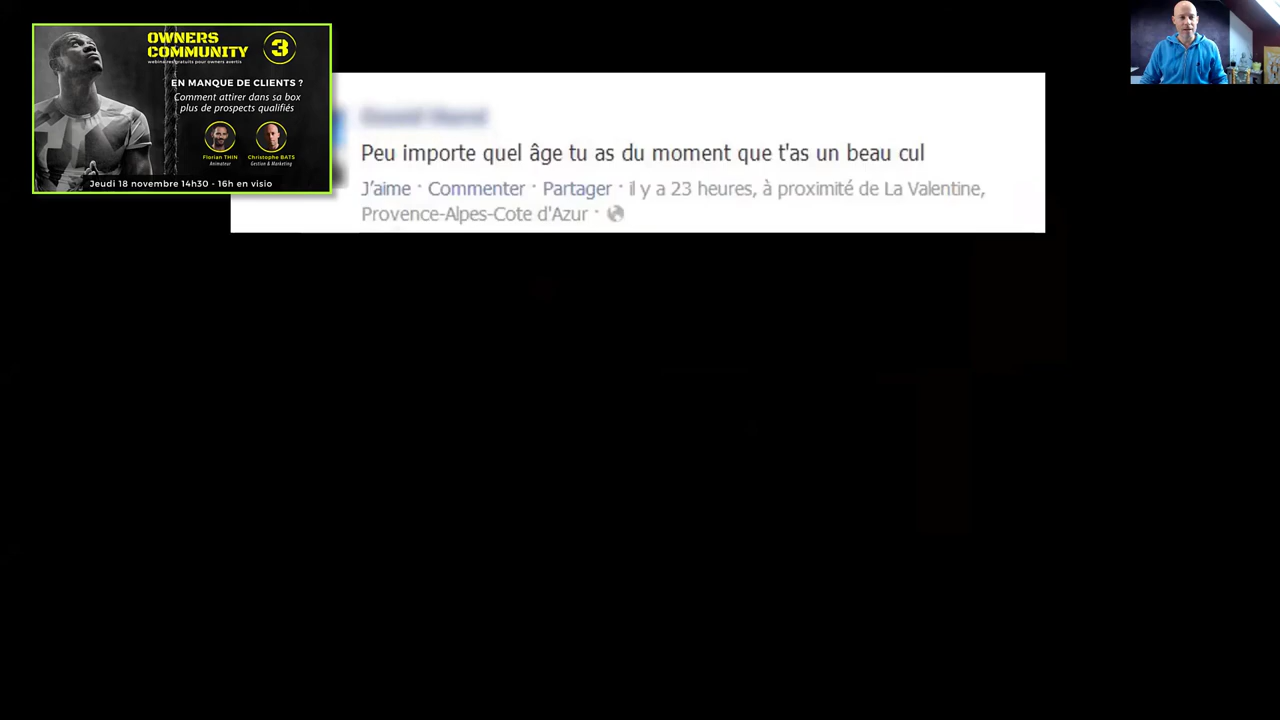 OWNERS
COMMUNITY
3
webinaires gratuits pour owners avertis
EN MANQUE DE CLIENTS ?
Comment attirer dans sa box
plus de prospects qualifiés
Florian THIN
Animateur
Christophe BATS
Gestion & Marketing
Jeudi 18 novembre 14h30 - 16h en visio
Peu importe quel âge tu as du moment que t'as un beau cul
J'aime · Commenter · Partager · il y a 23 heures, à proximité de La Valentine,
Provence-Alpes-Cote d'Azur ·